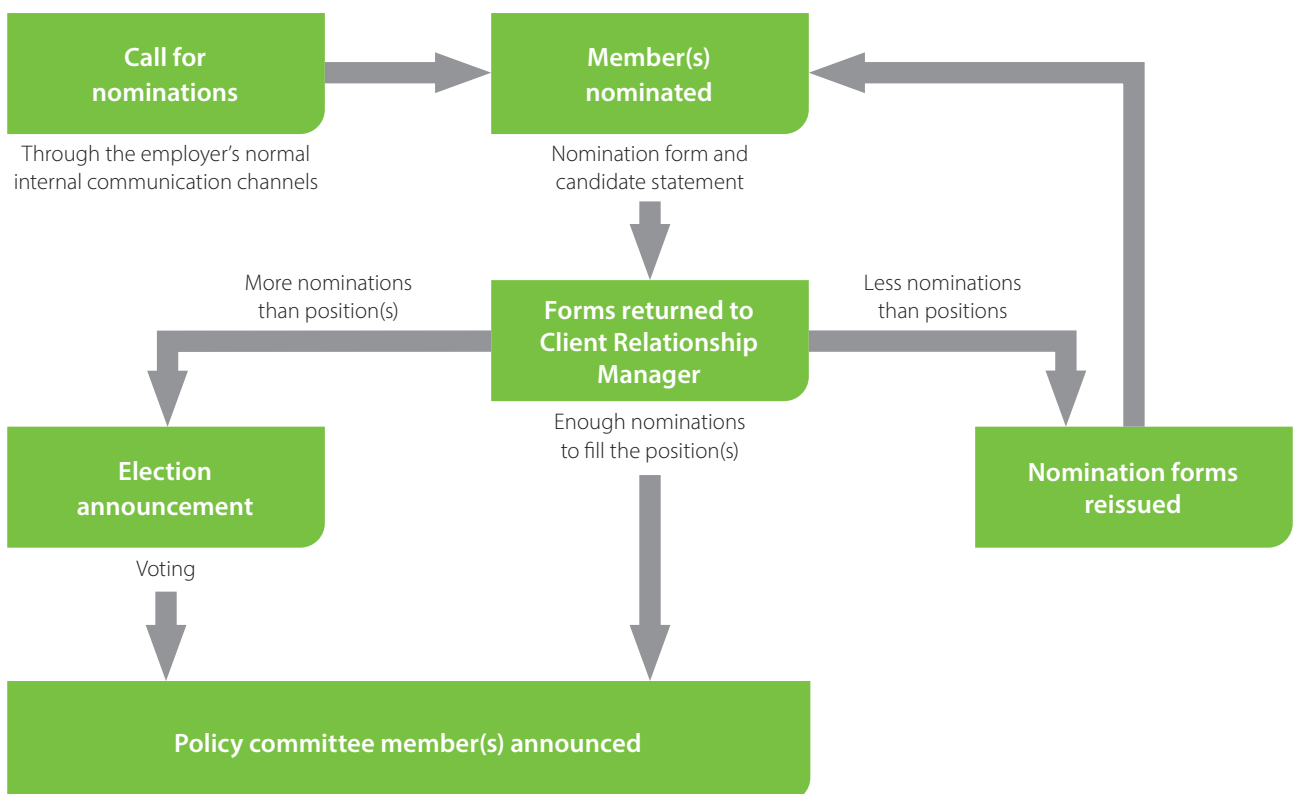 Call for
nominations
Through the employer's normal
internal communication channels
Member(s)
nominated
Nomination form and
candidate statement
More nominations
than position(s)
Forms returned to
Client Relationship
Manager
Less nominations
than positions
Enough nominations
to fill the position(s)
Election
announcement
Voting
Nomination forms
reissued
Policy committee member(s) announced